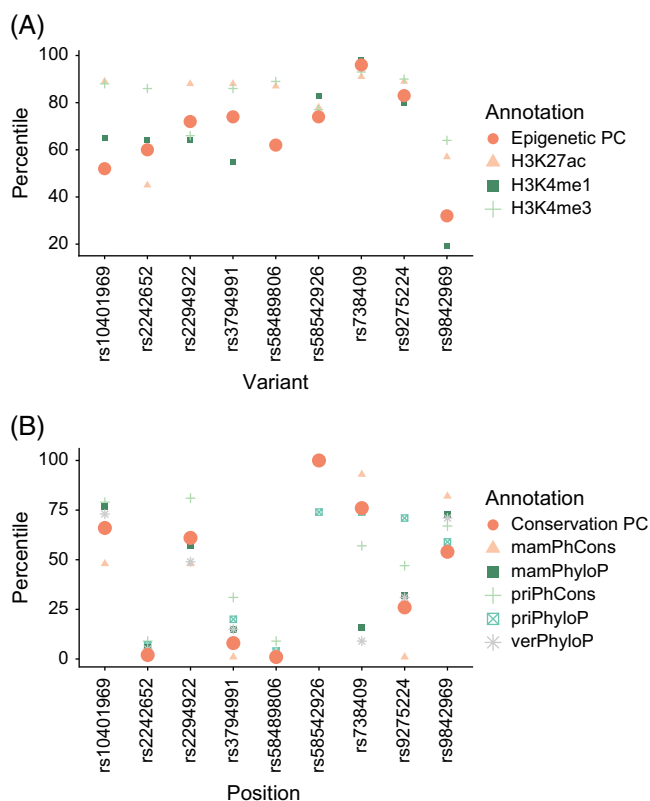 (A)
100
80
60
40
20
Percentile
rs10401969
rs2242652
rs2294922
rs3794991
rs58489806
rs58542926
rs738409
rs9275224
rs9842969
Variant
Annotation
Epigenetic PC
H3K27ac
H3K4me1
H3K4me3
(B)
100
75
50
25
0
Percentile
rs10401969
rs2242652
rs2294922
rs3794991
rs58489806
rs58542926
rs738409
rs9275224
rs9842969
Position
Annotation
Conservation PC
mamPhCons
mamPhyloP
priPhCons
priPhyloP
verPhyloP